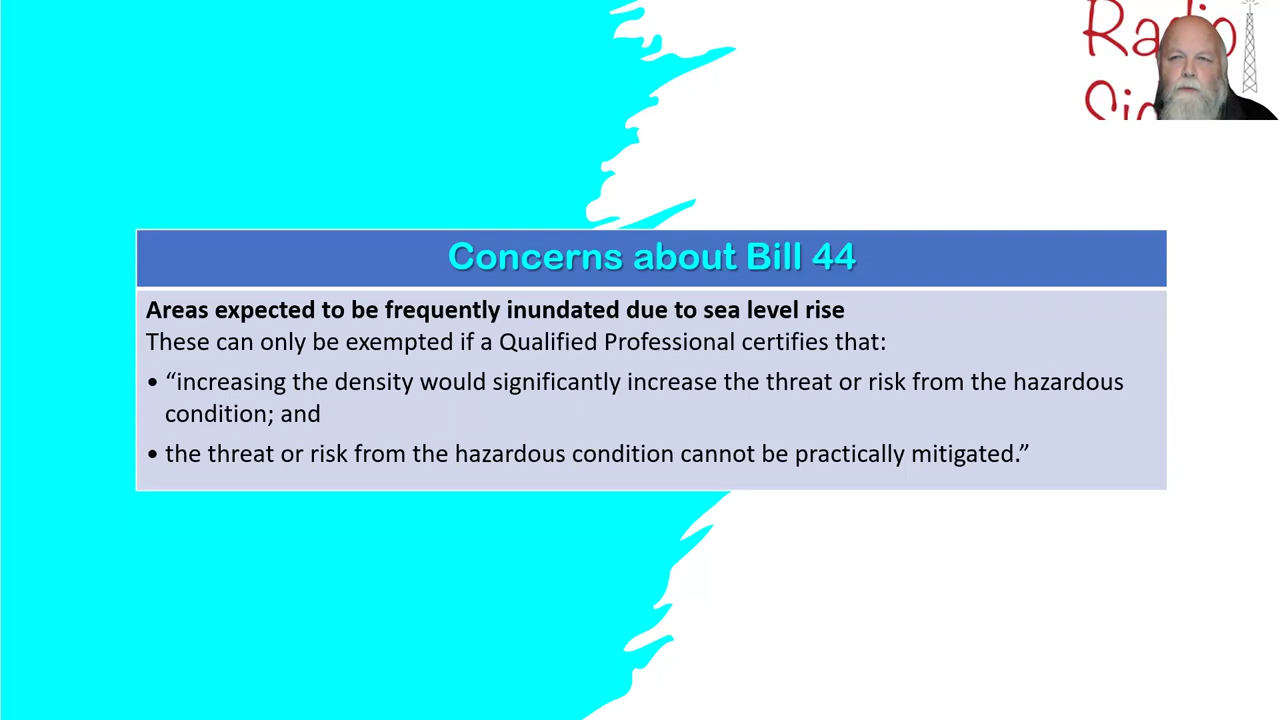 Radio
Concerns about Bill 44
Areas expected to be frequently inundated due to sea level rise
These can only be exempted if a Qualified Professional certifies that:
• “increasing the density would significantly increase the threat or risk from the hazardous
condition; and
• the threat or risk from the hazardous condition cannot be practically mitigated.”